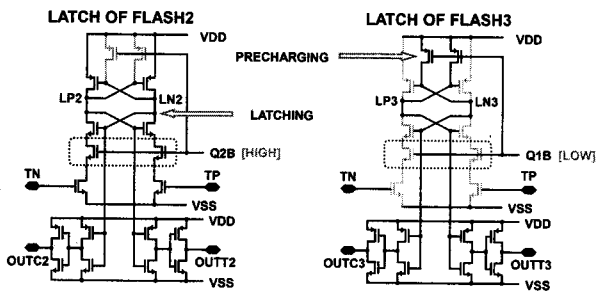 LATCH OF FLASH2
VDD
LP2
LN2
LATCHING
Q2B [HIGH]
TN
TP
VSS
VDD
OUTC2
OUTT2
VSS
LATCH OF FLASH3
VDD
PRECHARGING
LP3
LN3
Q1B [LOW]
TN
TP
VSS
VDD
OUTC3
OUTT3
VSS